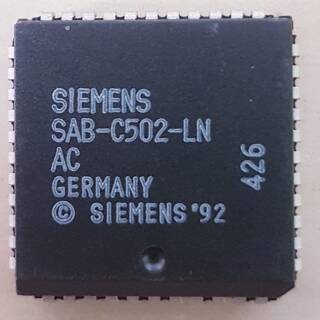 SIEMENS
SAB-C502-LN
AC
GERMANY
© SIEMENS '92
426